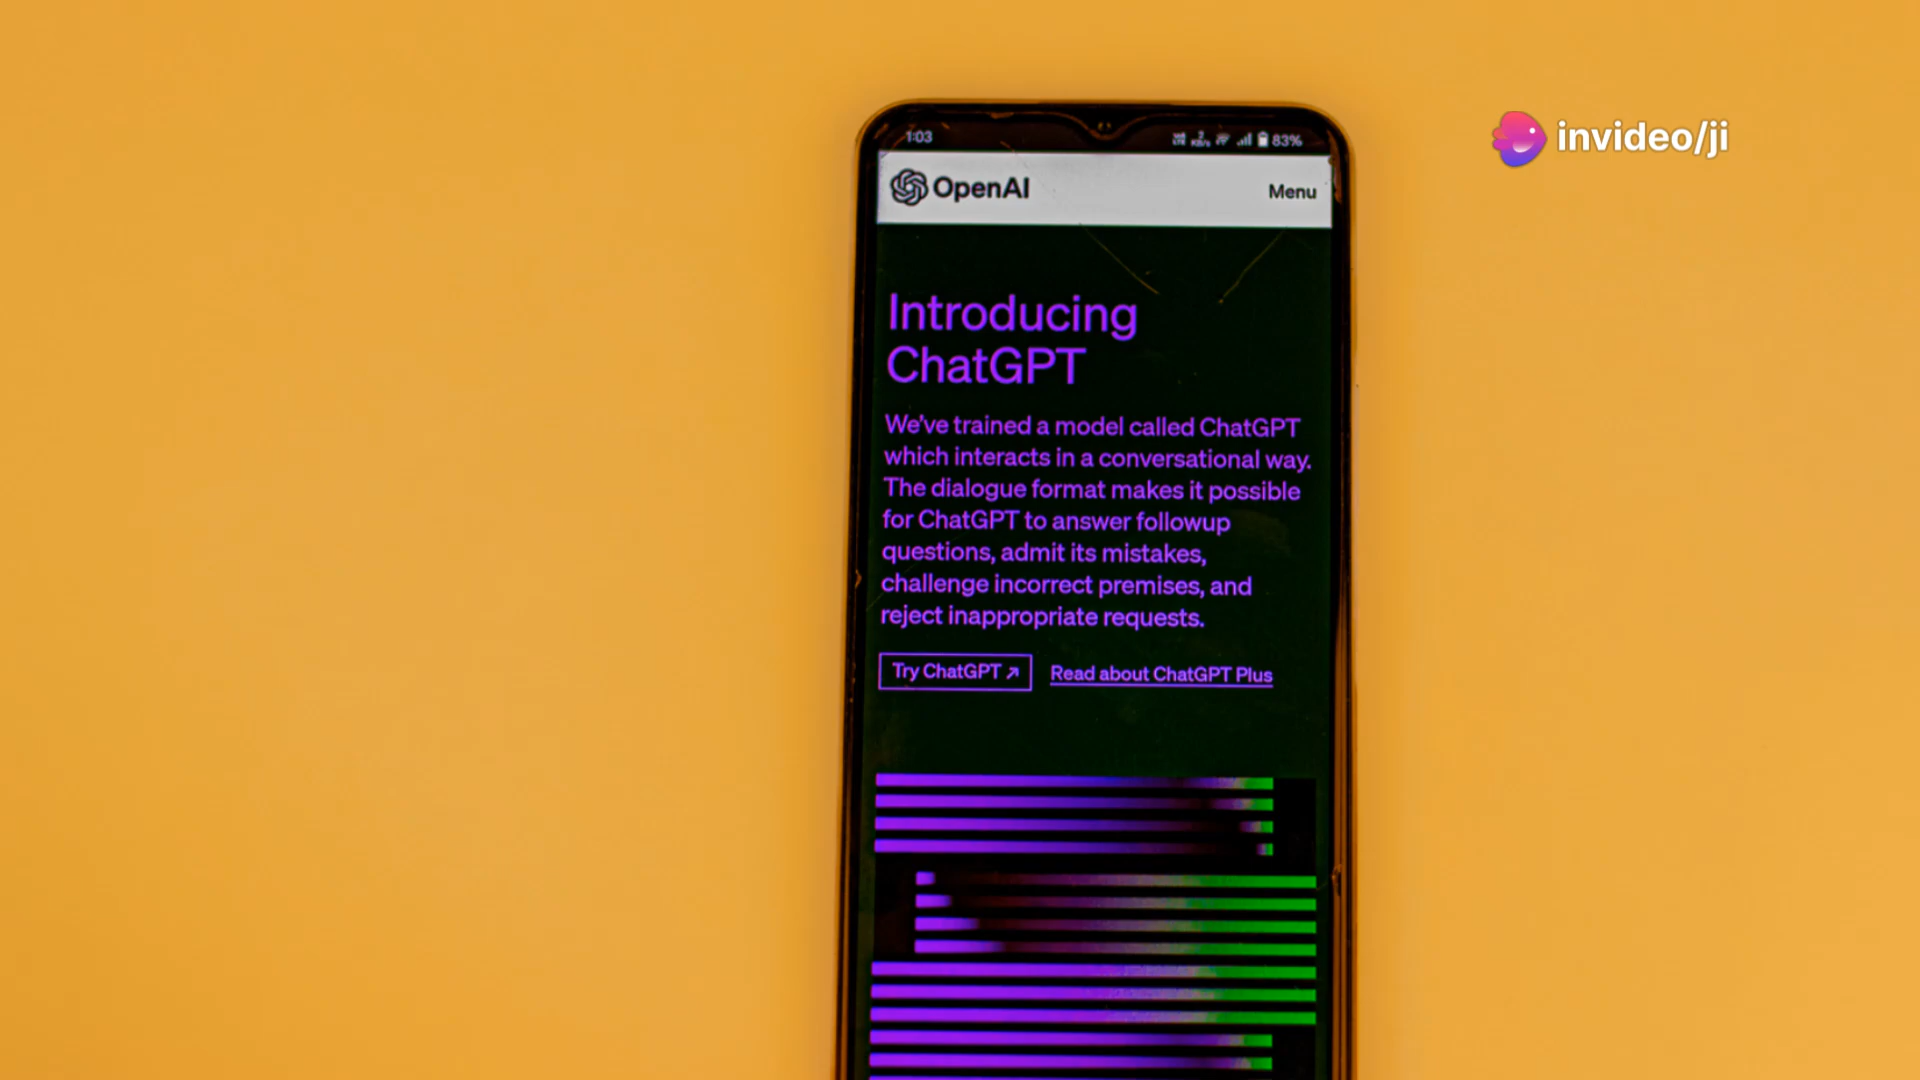 invideo/ji
1:03
83%
OpenAI
Menu
Introducing
ChatGPT
We've trained a model called ChatGPT
which interacts in a conversational way.
The dialogue format makes it possible
for ChatGPT to answer followup
questions, admit its mistakes,
challenge incorrect premises, and
reject inappropriate requests.
Try ChatGPT ↗
Read about ChatGPT Plus